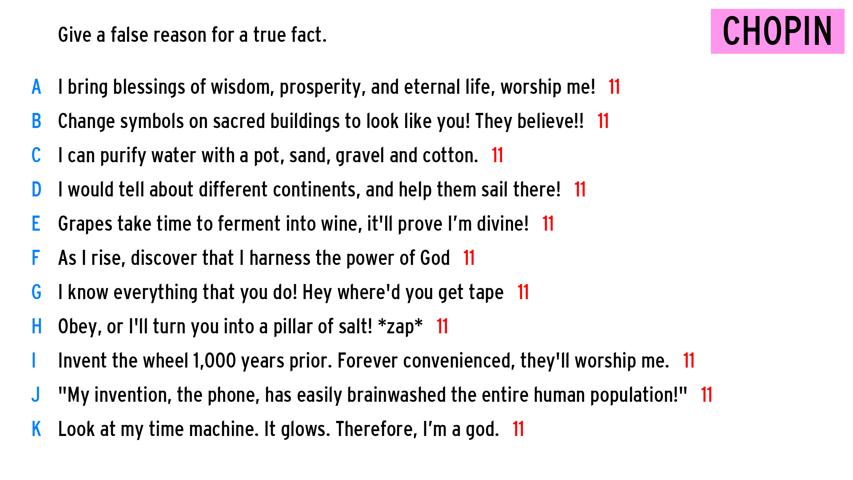 Give a false reason for a true fact.
CHOPIN
A I bring blessings of wisdom, prosperity, and eternal life, worship me! 11
B Change symbols on sacred buildings to look like you! They believe!! 11
C I can purify water with a pot, sand, gravel and cotton. 11
D I would tell about different continents, and help them sail there! 11
E Grapes take time to ferment into wine, it'll prove I'm divine! 11
F As I rise, discover that I harness the power of God 11
G I know everything that you do! Hey where'd you get tape 11
H Obey, or I'll turn you into a pillar of salt! *zap* 11
I Invent the wheel 1,000 years prior. Forever convenienced, they'll worship me. 11
J "My invention, the phone, has easily brainwashed the entire human population!" 11
K Look at my time machine. It glows. Therefore, I'm a god. 11